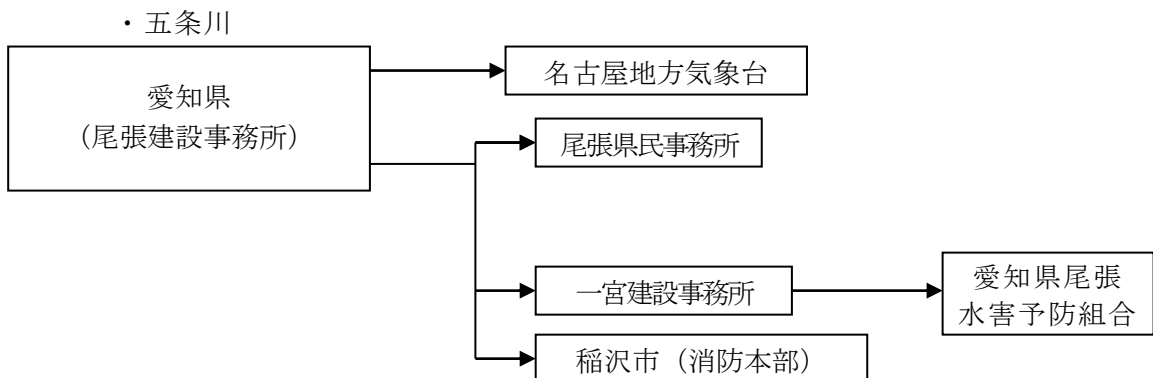 ・五条川
愛知県
(尾張建設事務所)
名古屋地方気象台
尾張県民事務所
一宮建設事務所
愛知県尾張
水害予防組合
稲沢市（消防本部）